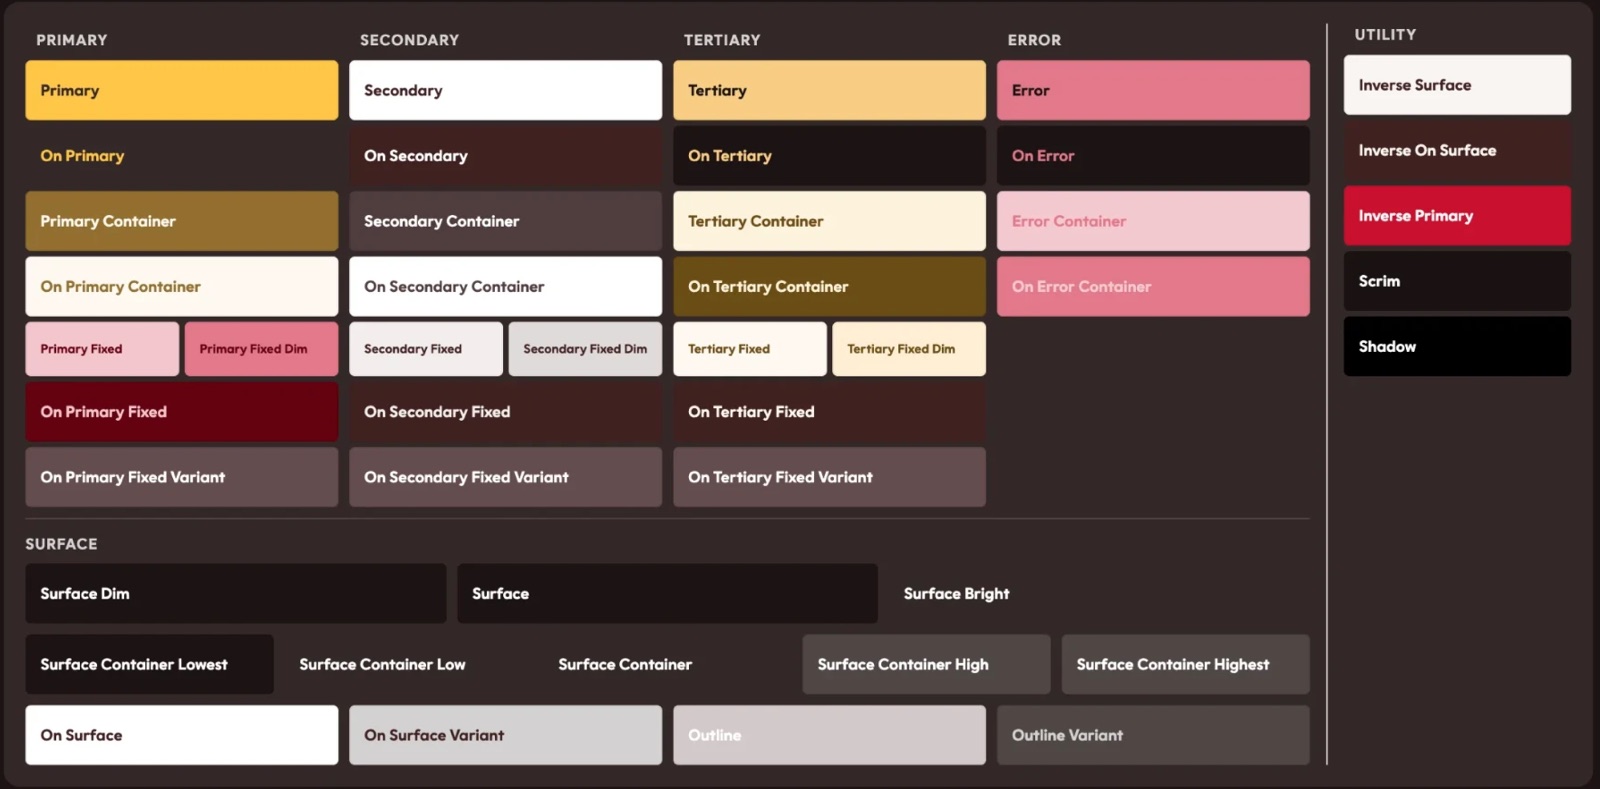 PRIMARY
SECONDARY
TERTIARY
ERROR
UTILITY
Primary
Secondary
Tertiary
Error
Inverse Surface
On Primary
On Secondary
On Tertiary
On Error
Inverse On Surface
Primary Container
Secondary Container
Tertiary Container
Error Container
Inverse Primary
On Primary Container
On Secondary Container
On Tertiary Container
On Error Container
Scrim
Primary Fixed
Primary Fixed Dim
Secondary Fixed
Secondary Fixed Dim
Tertiary Fixed
Tertiary Fixed Dim
Shadow
On Primary Fixed
On Secondary Fixed
On Tertiary Fixed
On Primary Fixed Variant
On Secondary Fixed Variant
On Tertiary Fixed Variant
SURFACE
Surface Dim
Surface
Surface Bright
Surface Container Lowest
Surface Container Low
Surface Container
Surface Container High
Surface Container Highest
On Surface
On Surface Variant
Outline
Outline Variant